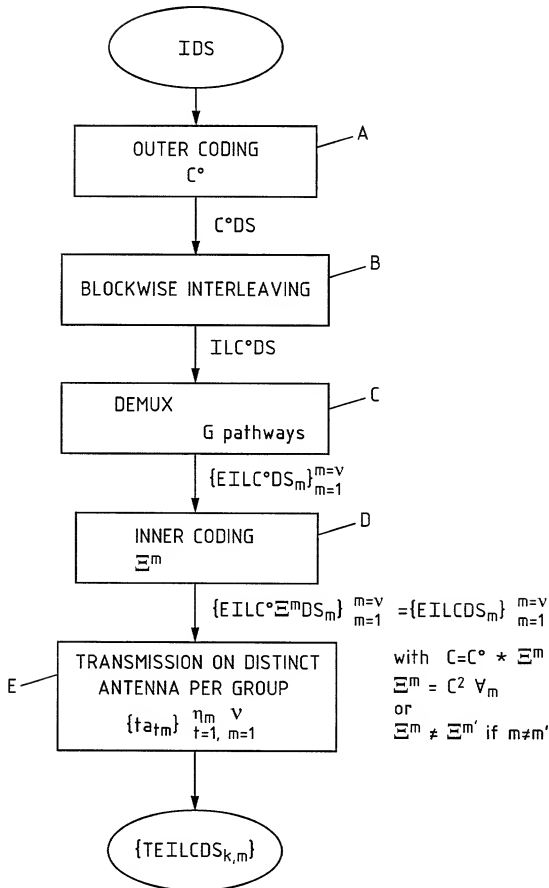 IDS
A
OUTER CODING
C°
C°DS
B
BLOCKWISE INTERLEAVING
ILC°DS
C
DEMUX
G pathways
{EILC°DSₘ} m=ν m=1
D
INNER CODING
Ξᵐ
{EILC°ΞᵐDSₘ} m=ν m=1 = {EILCDSₘ} m=ν m=1
with C=C° * Ξᵐ
Ξᵐ = C² ∀ₘ
or
Ξᵐ ≠ Ξᵐ' if m≠m'
E
TRANSMISSION ON DISTINCT
ANTENNA PER GROUP
{taₜₘ} ηₘ ν t=1, m=1
{TEILCDSk,m}